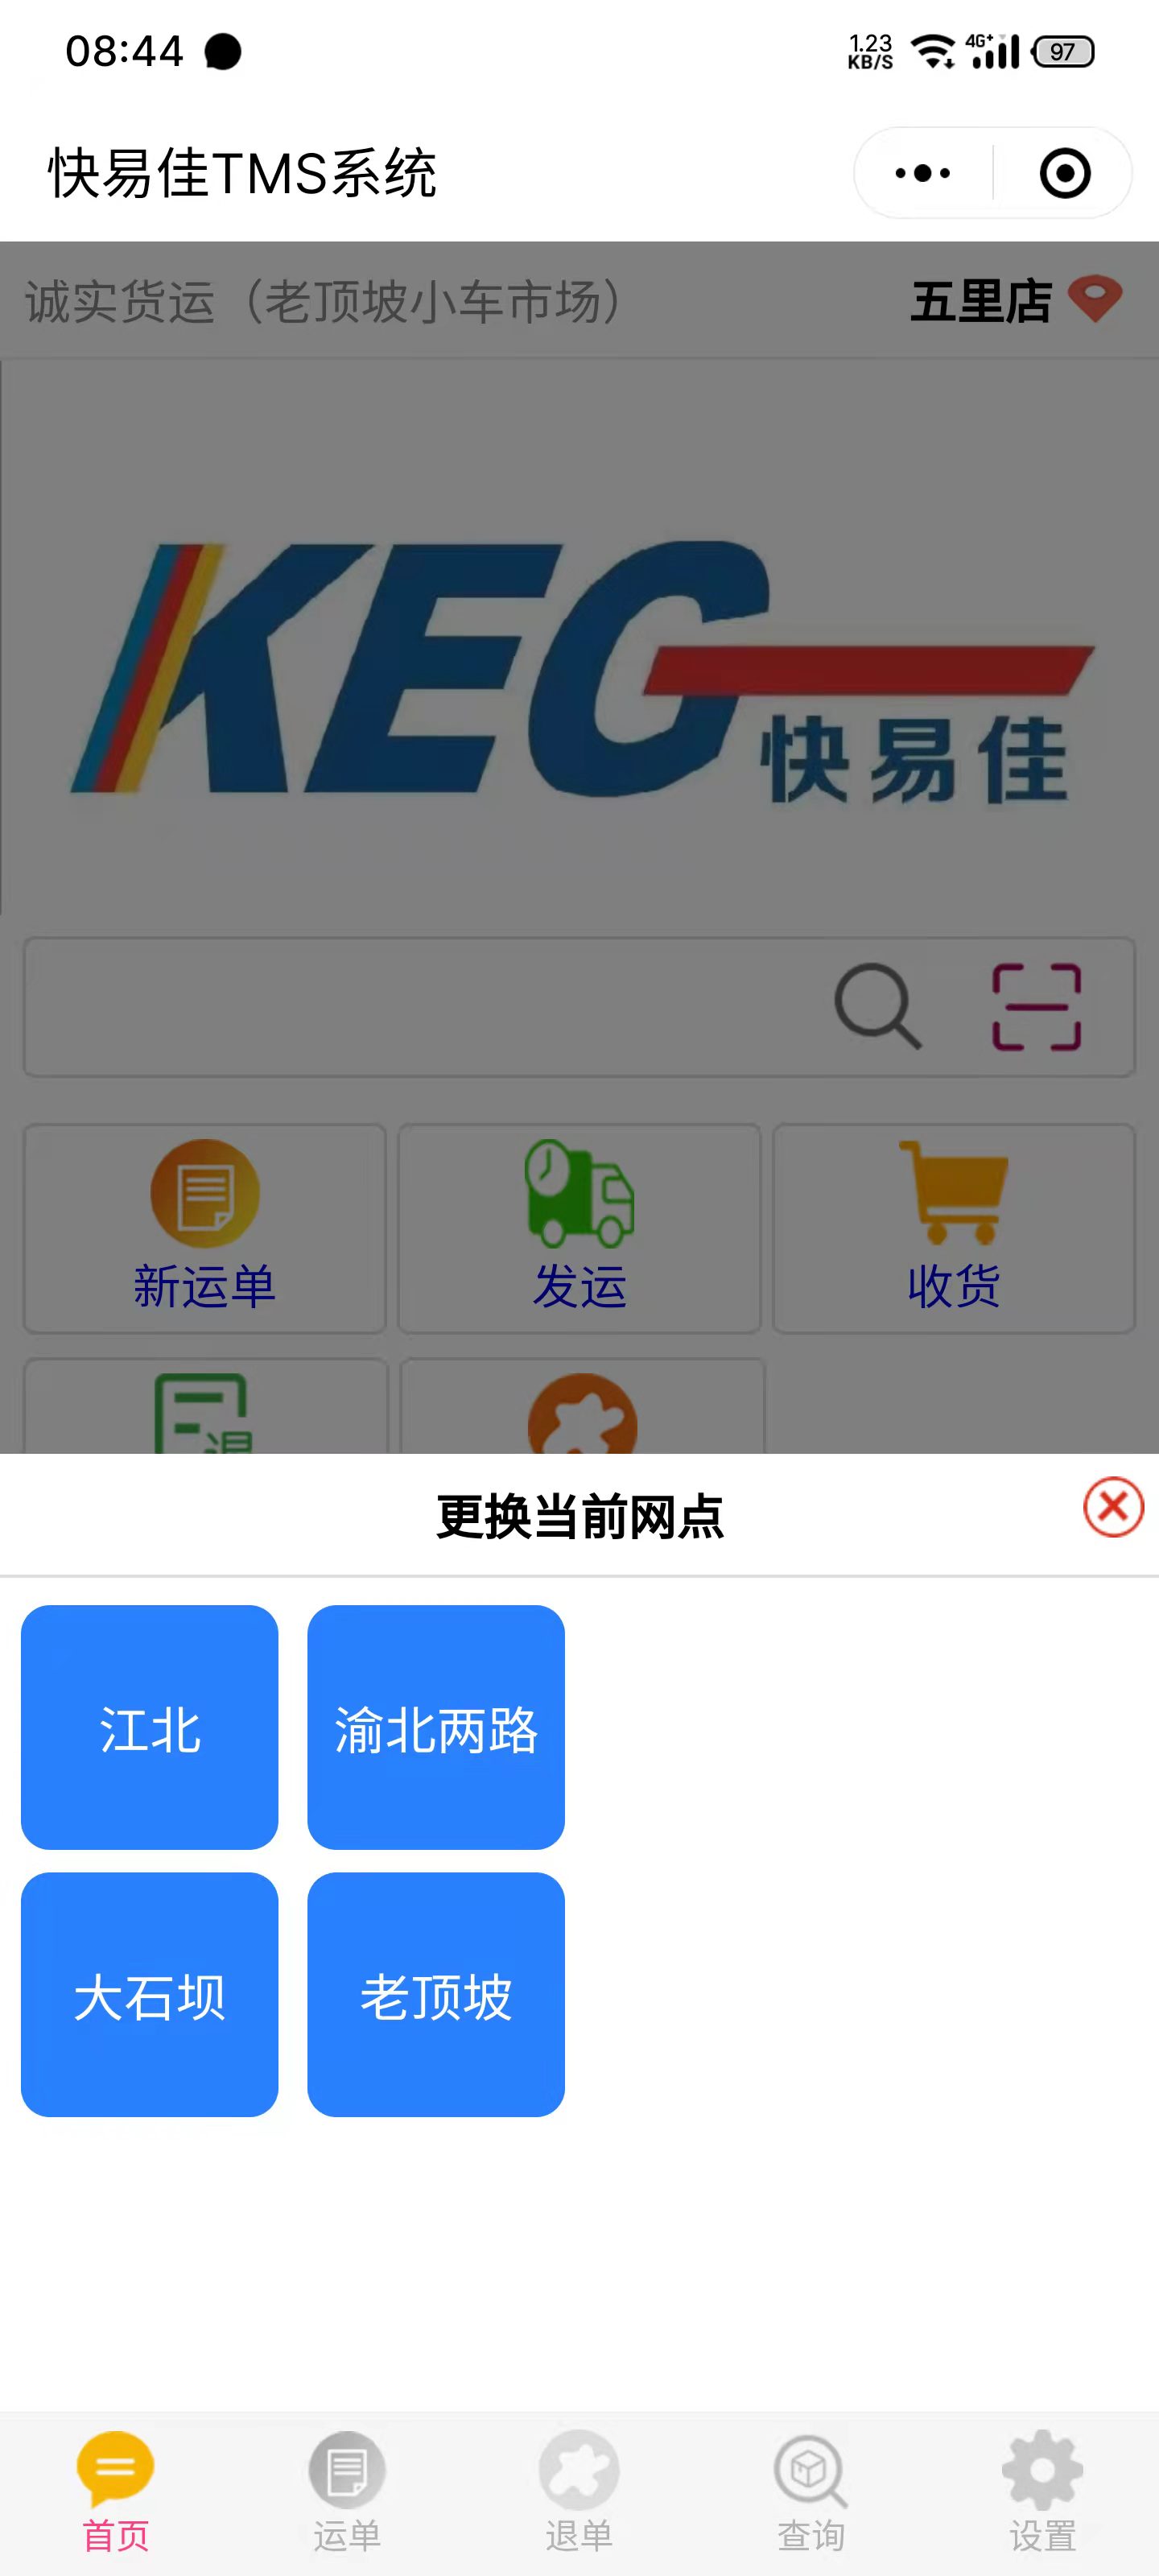 08:44
1.23 KB/S
4G+
97
快易佳TMS系统
诚实货运（老顶坡小车市场）
五里店
KEG
快易佳
新运单
发运
收货
退
更换当前网点
江北
渝北两路
大石坝
老顶坡
首页
运单
退单
查询
设置